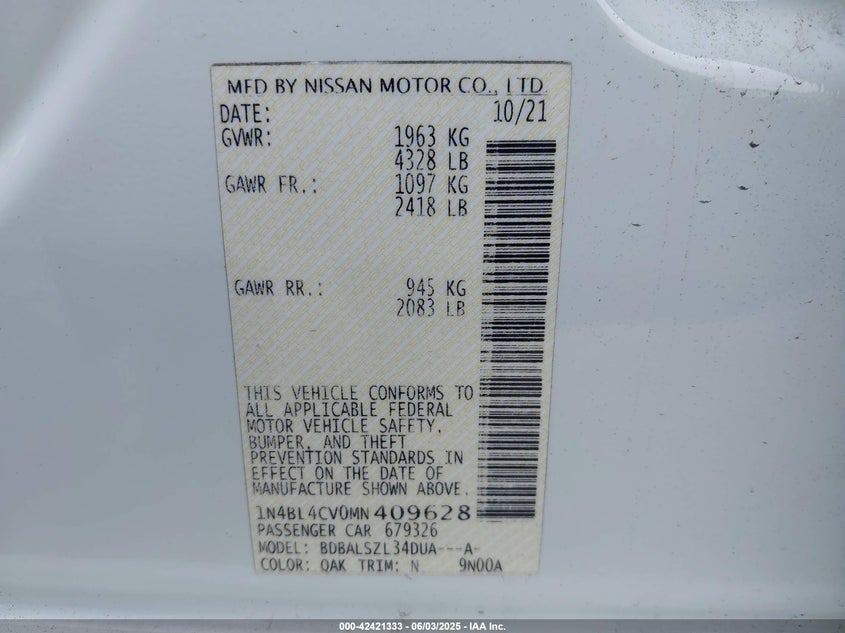 MFD BY NISSAN MOTOR CO., LTD.
DATE: 10/21
GVWR: 1963 KG
4328 LB
GAWR FR.: 1097 KG
2418 LB
GAWR RR.: 945 KG
2083 LB
THIS VEHICLE CONFORMS TO
ALL APPLICABLE FEDERAL
MOTOR VEHICLE SAFETY,
BUMPER, AND THEFT
PREVENTION STANDARDS IN
EFFECT ON THE DATE OF
MANUFACTURE SHOWN ABOVE.
1N4BL4CV0MN409628
PASSENGER CAR 679326
MODEL: BDBALSZL34DUA---A-
COLOR: QAK TRIM: N 9N00A
000-42421333 - 06/03/2025 - IAA Inc.